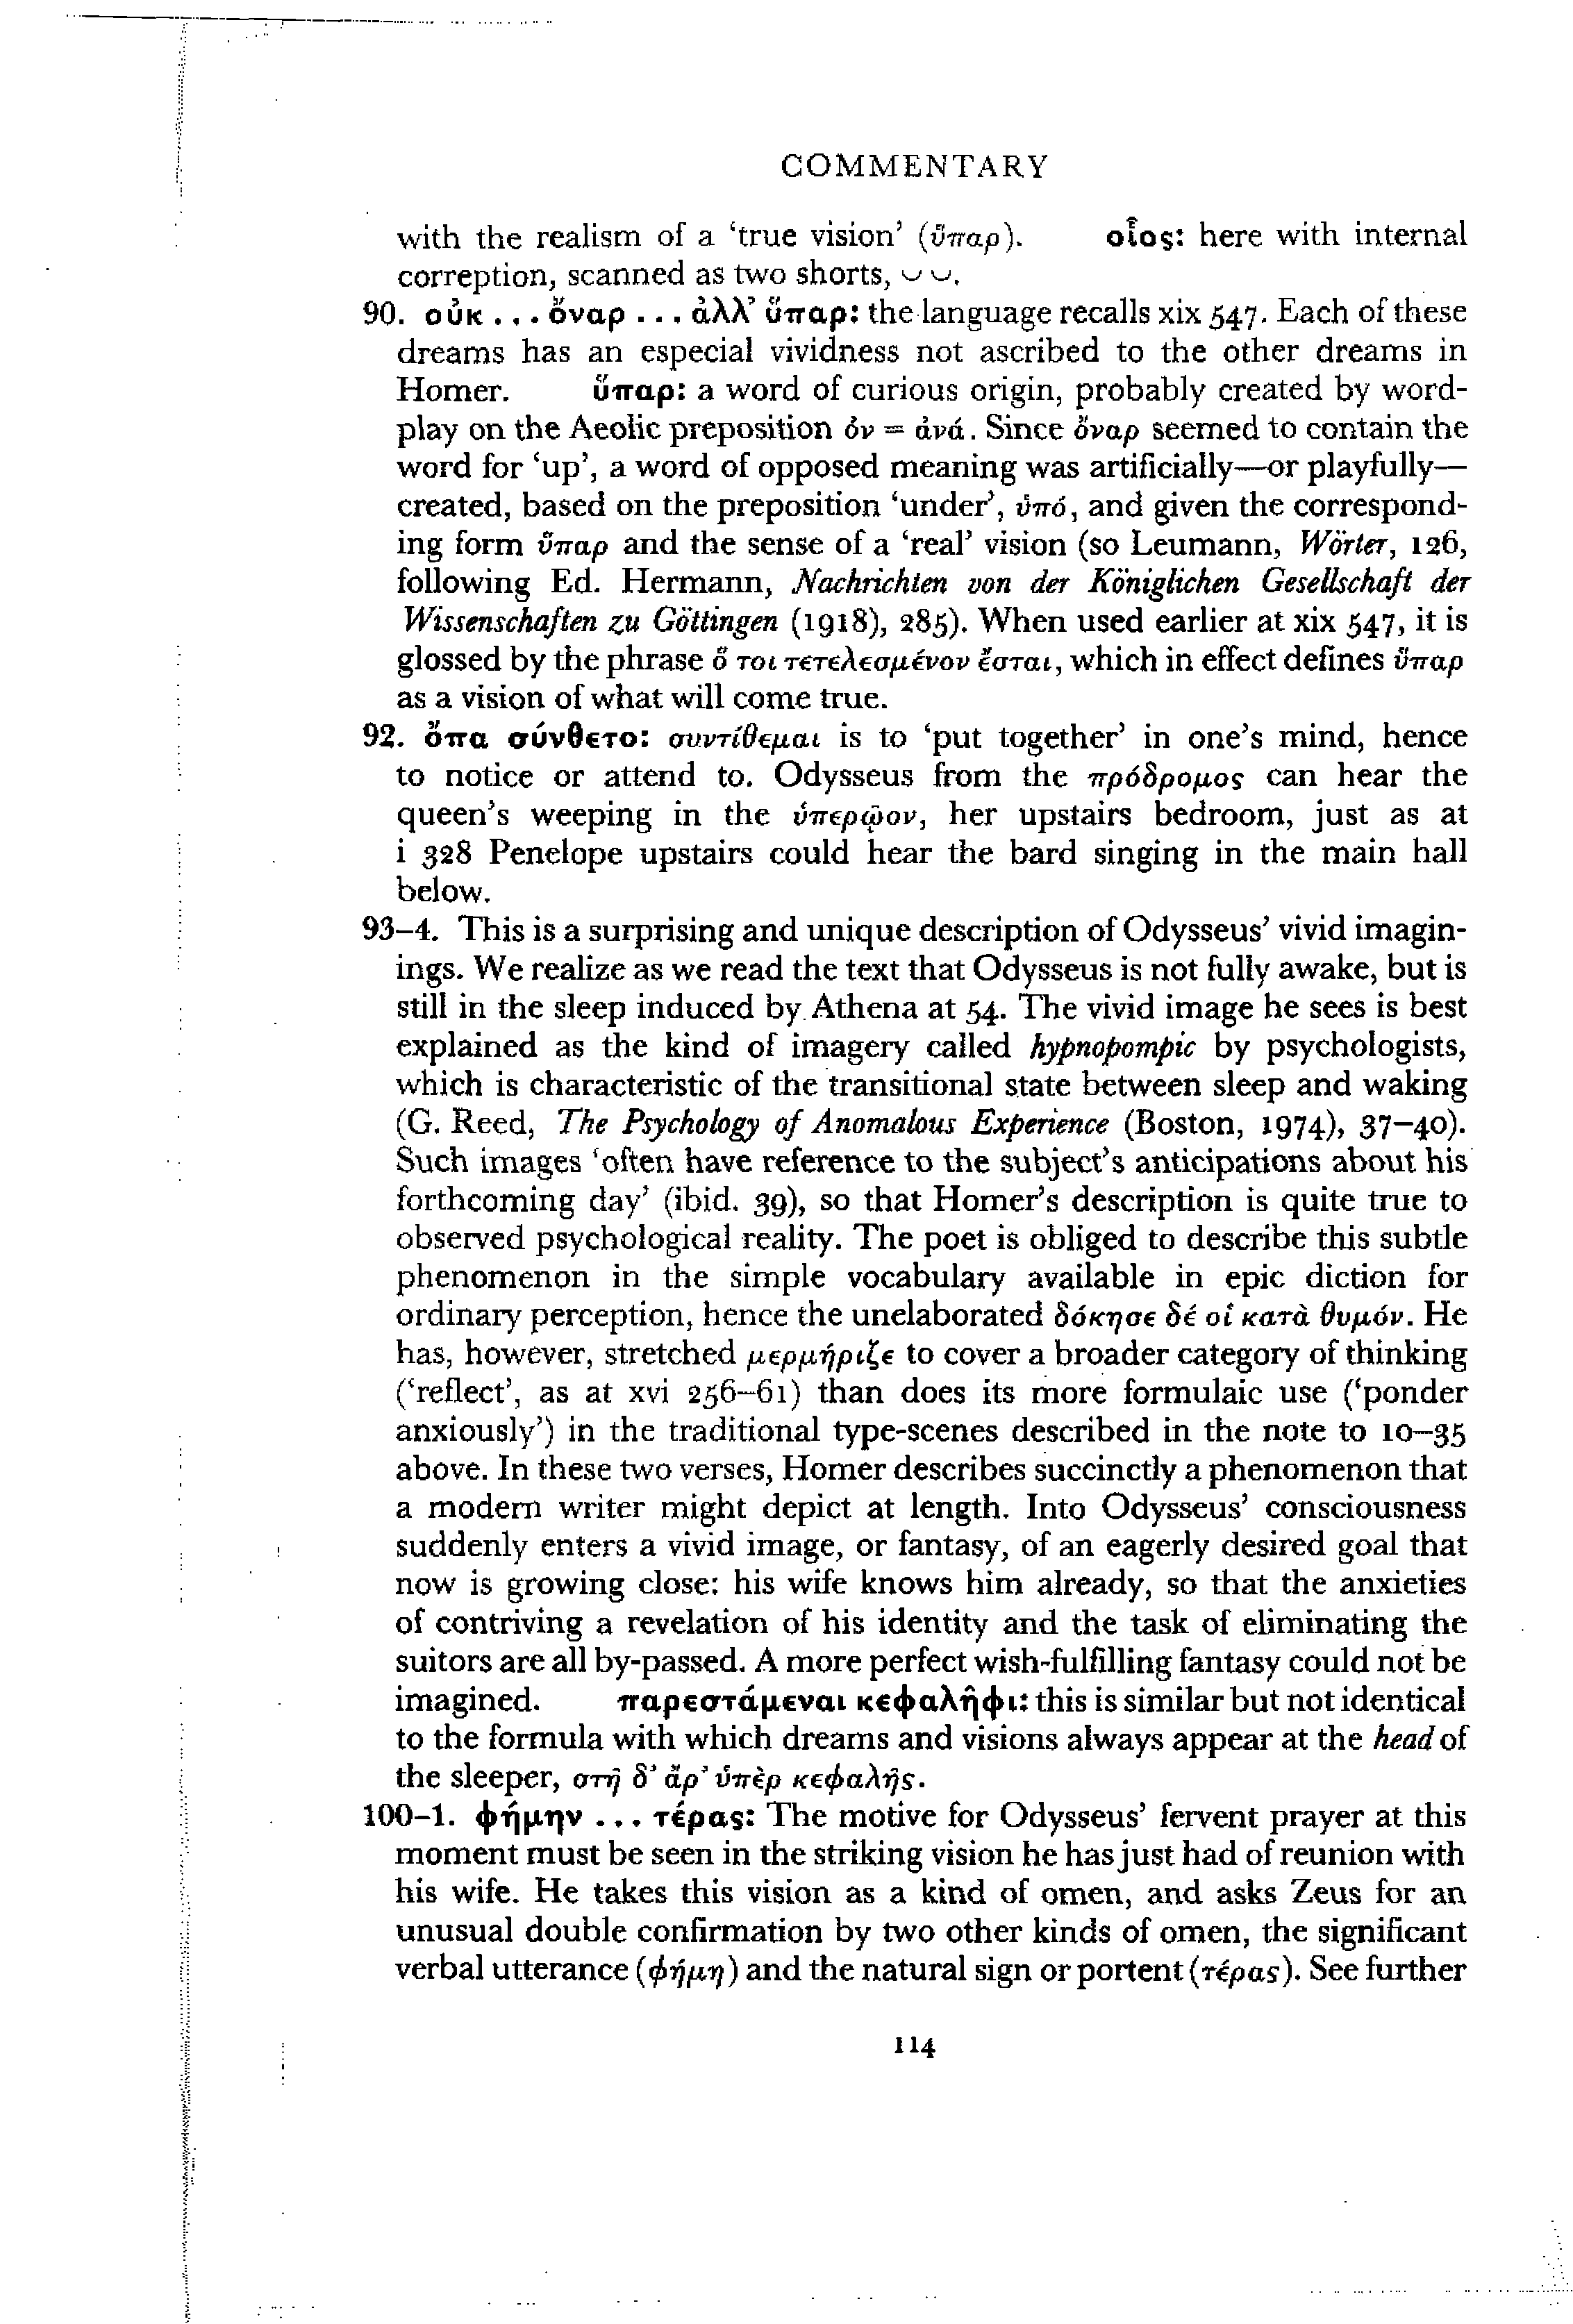 COMMENTARY
with the realism of a ‘true vision’ (ὕπαρ). οἷος: here with internal
correption, scanned as two shorts, ⏑ ⏑.
90. οὐκ . . . ὄναρ . . . ἀλλ’ ὕπαρ: the language recalls xix 547. Each of these
dreams has an especial vividness not ascribed to the other dreams in
Homer. ὕπαρ: a word of curious origin, probably created by word-
play on the Aeolic preposition ὀν = ἀνά. Since ὄναρ seemed to contain the
word for ‘up’, a word of opposed meaning was artificially—or playfully—
created, based on the preposition ‘under’, ὑπό, and given the correspond-
ing form ὕπαρ and the sense of a ‘real’ vision (so Leumann, Wörter, 126,
following Ed. Hermann, Nachrichten von der Königlichen Gesellschaft der
Wissenschaften zu Göttingen (1918), 285). When used earlier at xix 547, it is
glossed by the phrase ὅ τοι τετελεσμένον ἔσται, which in effect defines ὕπαρ
as a vision of what will come true.
92. ὄπα σύνθετο: συντίθεμαι is to ‘put together’ in one’s mind, hence
to notice or attend to. Odysseus from the πρόδρομος can hear the
queen’s weeping in the ὑπερῷον, her upstairs bedroom, just as at
i 328 Penelope upstairs could hear the bard singing in the main hall
below.
93–4. This is a surprising and unique description of Odysseus’ vivid imagin-
ings. We realize as we read the text that Odysseus is not fully awake, but is
still in the sleep induced by Athena at 54. The vivid image he sees is best
explained as the kind of imagery called hypnopompic by psychologists,
which is characteristic of the transitional state between sleep and waking
(G. Reed, The Psychology of Anomalous Experience (Boston, 1974), 37–40).
Such images ‘often have reference to the subject’s anticipations about his
forthcoming day’ (ibid. 39), so that Homer’s description is quite true to
observed psychological reality. The poet is obliged to describe this subtle
phenomenon in the simple vocabulary available in epic diction for
ordinary perception, hence the unelaborated δόκησε δέ οἱ κατὰ θυμόν. He
has, however, stretched μερμήριζε to cover a broader category of thinking
(‘reflect’, as at xvi 256–61) than does its more formulaic use (‘ponder
anxiously’) in the traditional type-scenes described in the note to 10–35
above. In these two verses, Homer describes succinctly a phenomenon that
a modern writer might depict at length. Into Odysseus’ consciousness
suddenly enters a vivid image, or fantasy, of an eagerly desired goal that
now is growing close: his wife knows him already, so that the anxieties
of contriving a revelation of his identity and the task of eliminating the
suitors are all by-passed. A more perfect wish-fulfilling fantasy could not be
imagined. παρεστάμεναι κεφαλῆφι: this is similar but not identical
to the formula with which dreams and visions always appear at the head of
the sleeper, στῆ δ’ ἄρ’ ὑπὲρ κεφαλῆς.
100–1. φήμην . . . τέρας: The motive for Odysseus’ fervent prayer at this
moment must be seen in the striking vision he has just had of reunion with
his wife. He takes this vision as a kind of omen, and asks Zeus for an
unusual double confirmation by two other kinds of omen, the significant
verbal utterance (φήμη) and the natural sign or portent (τέρας). See further
114